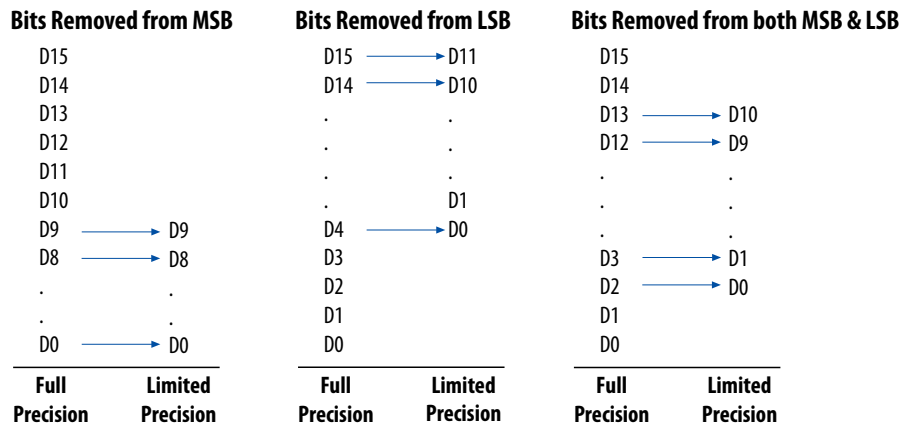 Bits Removed from MSB
D15
D14
D13
D12
D11
D10
D9 D9
D8 D8
. .
. .
D0 D0
Full Precision
Limited Precision
Bits Removed from LSB
D15 D11
D14 D10
. .
. .
. .
. D1
D4 D0
D3
D2
D1
D0
Full Precision
Limited Precision
Bits Removed from both MSB & LSB
D15
D14
D13 D10
D12 D9
. .
. .
. .
D3 D1
D2 D0
D1
D0
Full Precision
Limited Precision